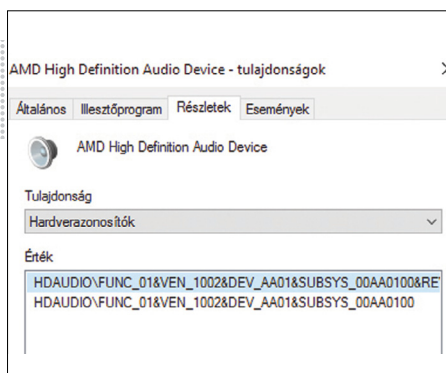 AMD High Definition Audio Device - tulajdonságok
Általános Illesztőprogram Részletek Események
AMD High Definition Audio Device
Tulajdonság
Hardverazonosítók
Érték
HDAUDIO\FUNC_01&VEN_1002&DEV_AA01&SUBSYS_00AA0100&RE
HDAUDIO\FUNC_01&VEN_1002&DEV_AA01&SUBSYS_00AA0100